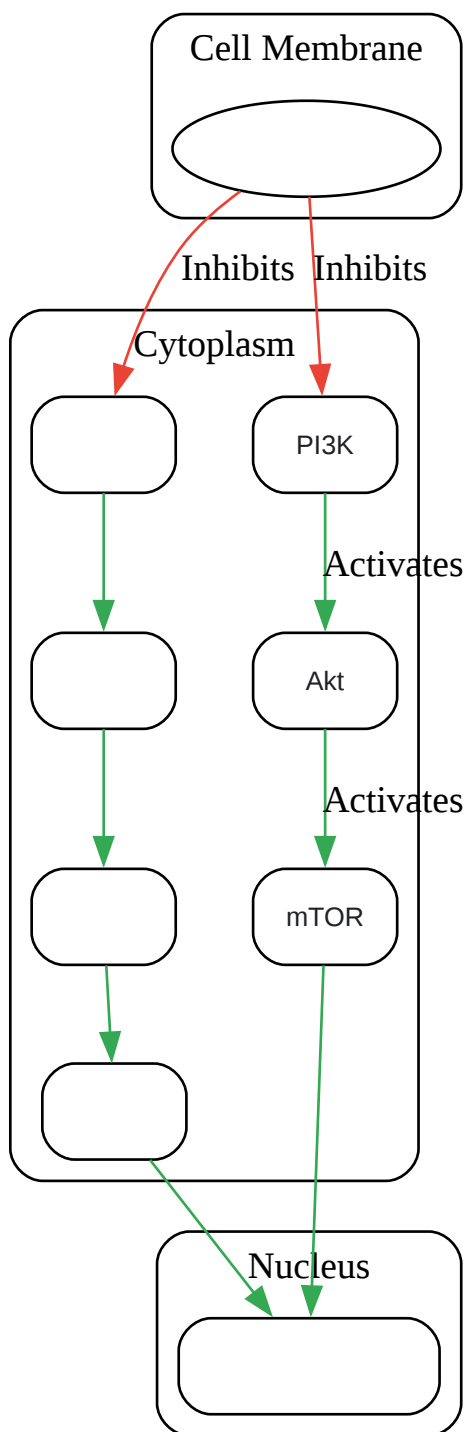 Cell Membrane
Inhibits
Inhibits
Cytoplasm
PI3K
Activates
Akt
Activates
mTOR
Nucleus